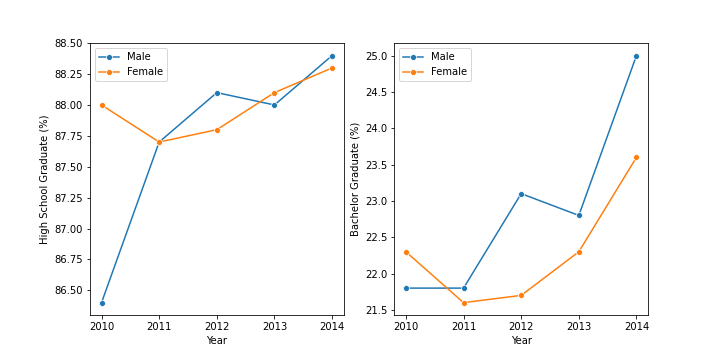 88.50
88.25
88.00
87.75
87.50
87.25
87.00
86.75
86.50
High School Graduate (%)
Male
Female
2010 2011 2012 2013 2014
Year
25.0
24.5
24.0
23.5
23.0
22.5
22.0
21.5
Bachelor Graduate (%)
Male
Female
2010 2011 2012 2013 2014
Year